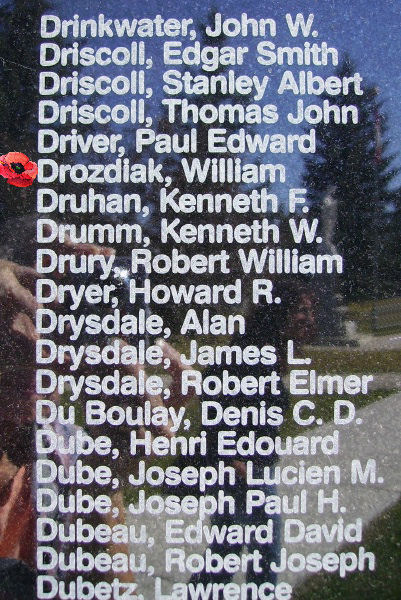 Drinkwater, John W.
Driscoll, Edgar Smith
Driscoll, Stanley Albert
Driscoll, Thomas John
Driver, Paul Edward
Drozdiak, William
Druhan, Kenneth F.
Drumm, Kenneth W.
Drury, Robert William
Dryer, Howard R.
Drysdale, Alan
Drysdale, James L.
Drysdale, Robert Elmer
Du Boulay, Denis C. D.
Dube, Henri Edouard
Dube, Joseph Lucien M.
Dube, Joseph Paul H.
Dubeau, Edward David
Dubeau, Robert Joseph
Dubetz, Lawrence